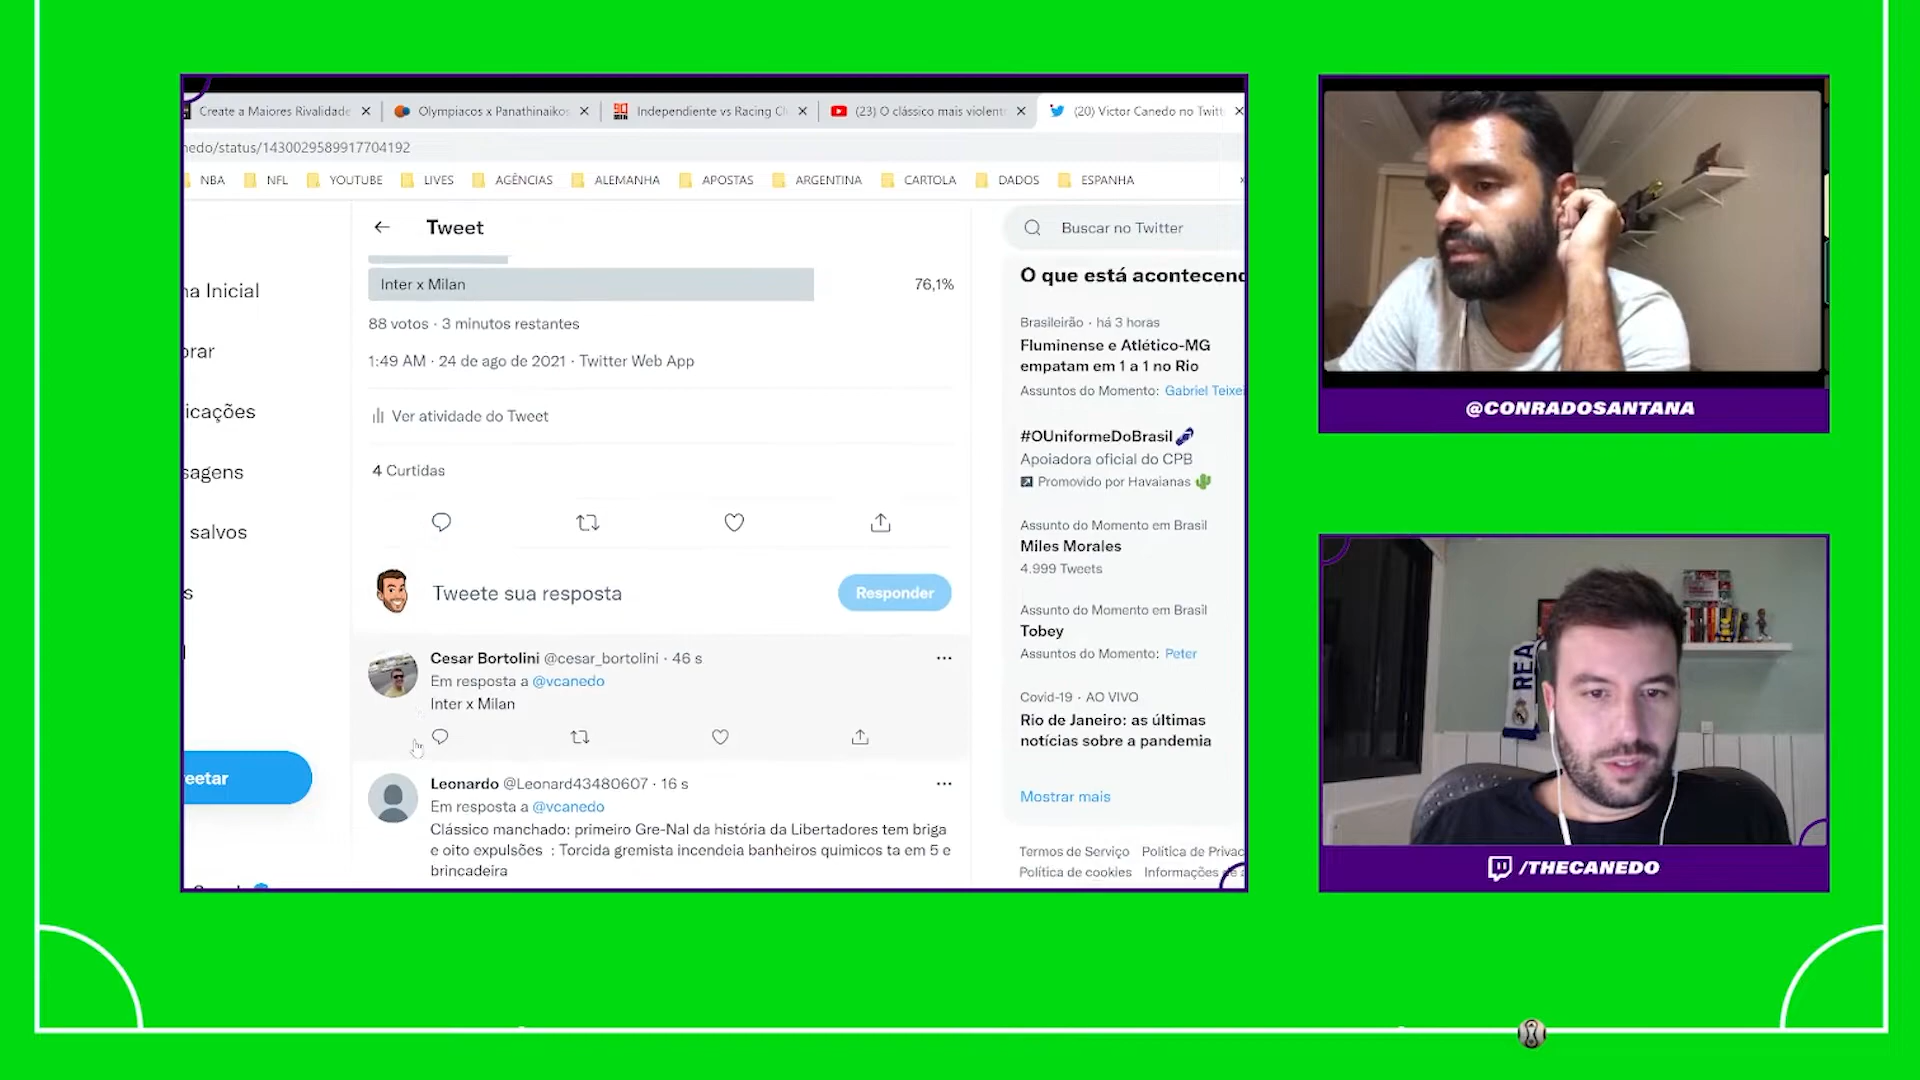 Create a Maiores Rivalidade
Olympiacos x Panathinaikos
Independiente vs Racing Cl
(23) O clássico mais violent
(20) Victor Canedo no Twitt
nedo/status/1430029589917704192
NBA
NFL
YOUTUBE
LIVES
AGÊNCIAS
ALEMANHA
APOSTAS
ARGENTINA
CARTOLA
DADOS
ESPANHA
Tweet
Inter x Milan
76,1%
88 votos · 3 minutos restantes
1:49 AM · 24 de ago de 2021 · Twitter Web App
Ver atividade do Tweet
4 Curtidas
Tweete sua resposta
Responder
Cesar Bortolini @cesar_bortolini · 46 s
Em resposta a @vcanedo
Inter x Milan
Leonardo @Leonard43480607 · 16 s
Em resposta a @vcanedo
Clássico manchado: primeiro Gre-Nal da história da Libertadores tem briga
e oito expulsões : Torcida gremista incendeia banheiros quimicos ta em 5 e
brincadeira
na Inicial
orar
icações
sagens
salvos
s
eetar
Buscar no Twitter
O que está acontecend
Brasileirão · há 3 horas
Fluminense e Atlético-MG
empatam em 1 a 1 no Rio
Assuntos do Momento: Gabriel Teixei
#OUniformeDoBrasil
Apoiadora oficial do CPB
Promovido por Havaianas
Assunto do Momento em Brasil
Miles Morales
4.999 Tweets
Assunto do Momento em Brasil
Tobey
Assuntos do Momento: Peter
Covid-19 · AO VIVO
Rio de Janeiro: as últimas
notícias sobre a pandemia
Mostrar mais
Termos de Serviço Política de Privac
Política de cookies Informações de a
@CONRADOSANTANA
REA
/THECANEDO